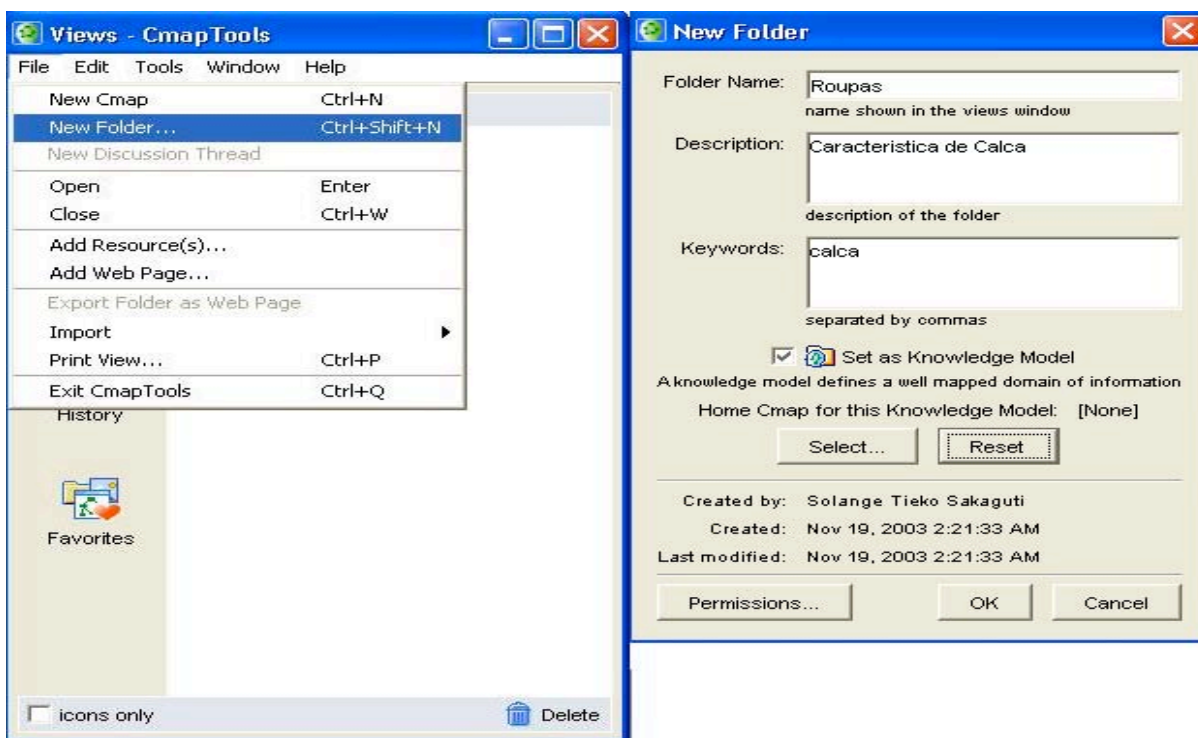 Views - CmapTools
File Edit Tools Window Help
New Cmap Ctrl+N
New Folder... Ctrl+Shift+N
New Discussion Thread
Open Enter
Close Ctrl+W
Add Resource(s)...
Add Web Page...
Export Folder as Web Page
Import
Print View... Ctrl+P
Exit CmapTools Ctrl+Q
History
Favorites
icons only Delete
New Folder
Folder Name: Roupas
name shown in the views window
Description: Caracteristica de Calca
description of the folder
Keywords: calca
separated by commas
Set as Knowledge Model
A knowledge model defines a well mapped domain of information
Home Cmap for this Knowledge Model: [None]
Select... Reset
Created by: Solange Tieko Sakaguti
Created: Nov 19, 2003 2:21:33 AM
Last modified: Nov 19, 2003 2:21:33 AM
Permissions... OK Cancel